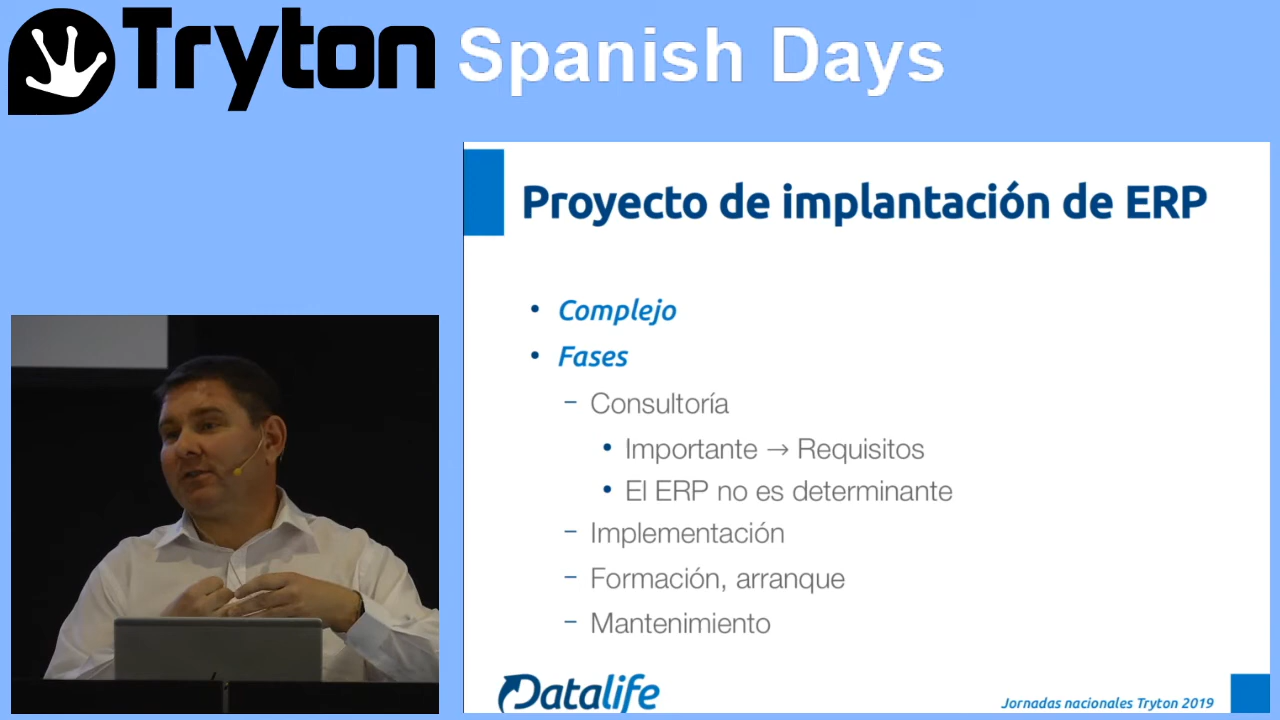 Tryton Spanish Days
Proyecto de implantación de ERP
• Complejo
• Fases
– Consultoría
• Importante → Requisitos
• El ERP no es determinante
– Implementación
– Formación, arranque
– Mantenimiento
Datalife
Jornadas nacionales Tryton 2019